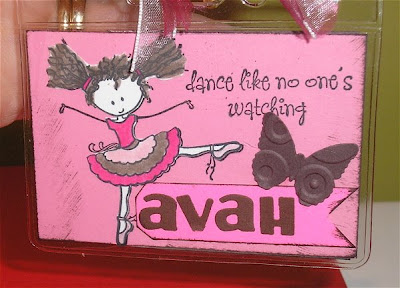 dance like no one's
watching
avaH